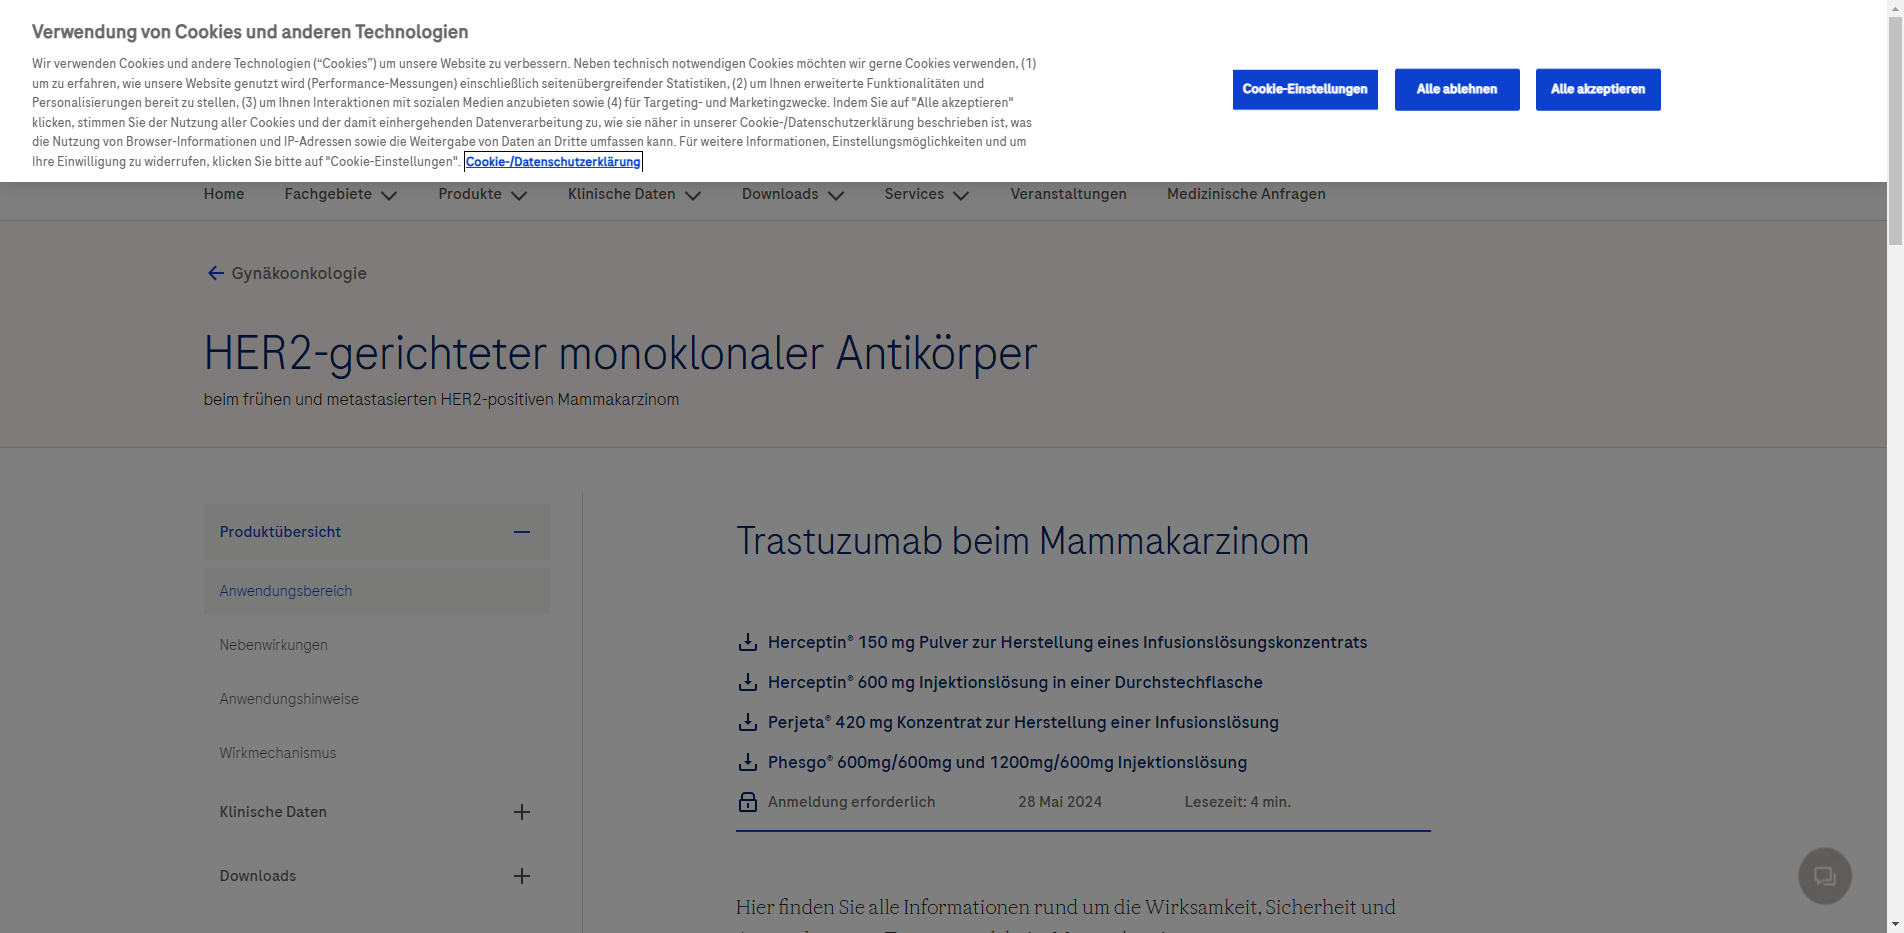 Verwendung von Cookies und anderen Technologien
Wir verwenden Cookies und andere Technologien (“Cookies”) um unsere Website zu verbessern. Neben technisch notwendigen Cookies möchten wir gerne Cookies verwenden, (1)
um zu erfahren, wie unsere Website genutzt wird (Performance-Messungen) einschließlich seitenübergreifender Statistiken, (2) um Ihnen erweiterte Funktionalitäten und
Personalisierungen bereit zu stellen, (3) um Ihnen Interaktionen mit sozialen Medien anzubieten sowie (4) für Targeting- und Marketingzwecke. Indem Sie auf "Alle akzeptieren"
klicken, stimmen Sie der Nutzung aller Cookies und der damit einhergehenden Datenverarbeitung zu, wie sie näher in unserer Cookie-/Datenschutzerklärung beschrieben ist, was
die Nutzung von Browser-Informationen und IP-Adressen sowie die Weitergabe von Daten an Dritte umfassen kann. Für weitere Informationen, Einstellungsmöglichkeiten und um
Ihre Einwilligung zu widerrufen, klicken Sie bitte auf "Cookie-Einstellungen". Cookie-/Datenschutzerklärung
Cookie-Einstellungen Alle ablehnen Alle akzeptieren
Home Fachgebiete Produkte Klinische Daten Downloads Services Veranstaltungen Medizinische Anfragen
Gynäkoonkologie
HER2-gerichteter monoklonaler Antikörper
beim frühen und metastasierten HER2-positiven Mammakarzinom
Produktübersicht
Anwendungsbereich
Nebenwirkungen
Anwendungshinweise
Wirkmechanismus
Klinische Daten
Downloads
Trastuzumab beim Mammakarzinom
Herceptin® 150 mg Pulver zur Herstellung eines Infusionslösungskonzentrats
Herceptin® 600 mg Injektionslösung in einer Durchstechflasche
Perjeta® 420 mg Konzentrat zur Herstellung einer Infusionslösung
Phesgo® 600mg/600mg und 1200mg/600mg Injektionslösung
Anmeldung erforderlich 28 Mai 2024 Lesezeit: 4 min.
Hier finden Sie alle Informationen rund um die Wirksamkeit, Sicherheit und